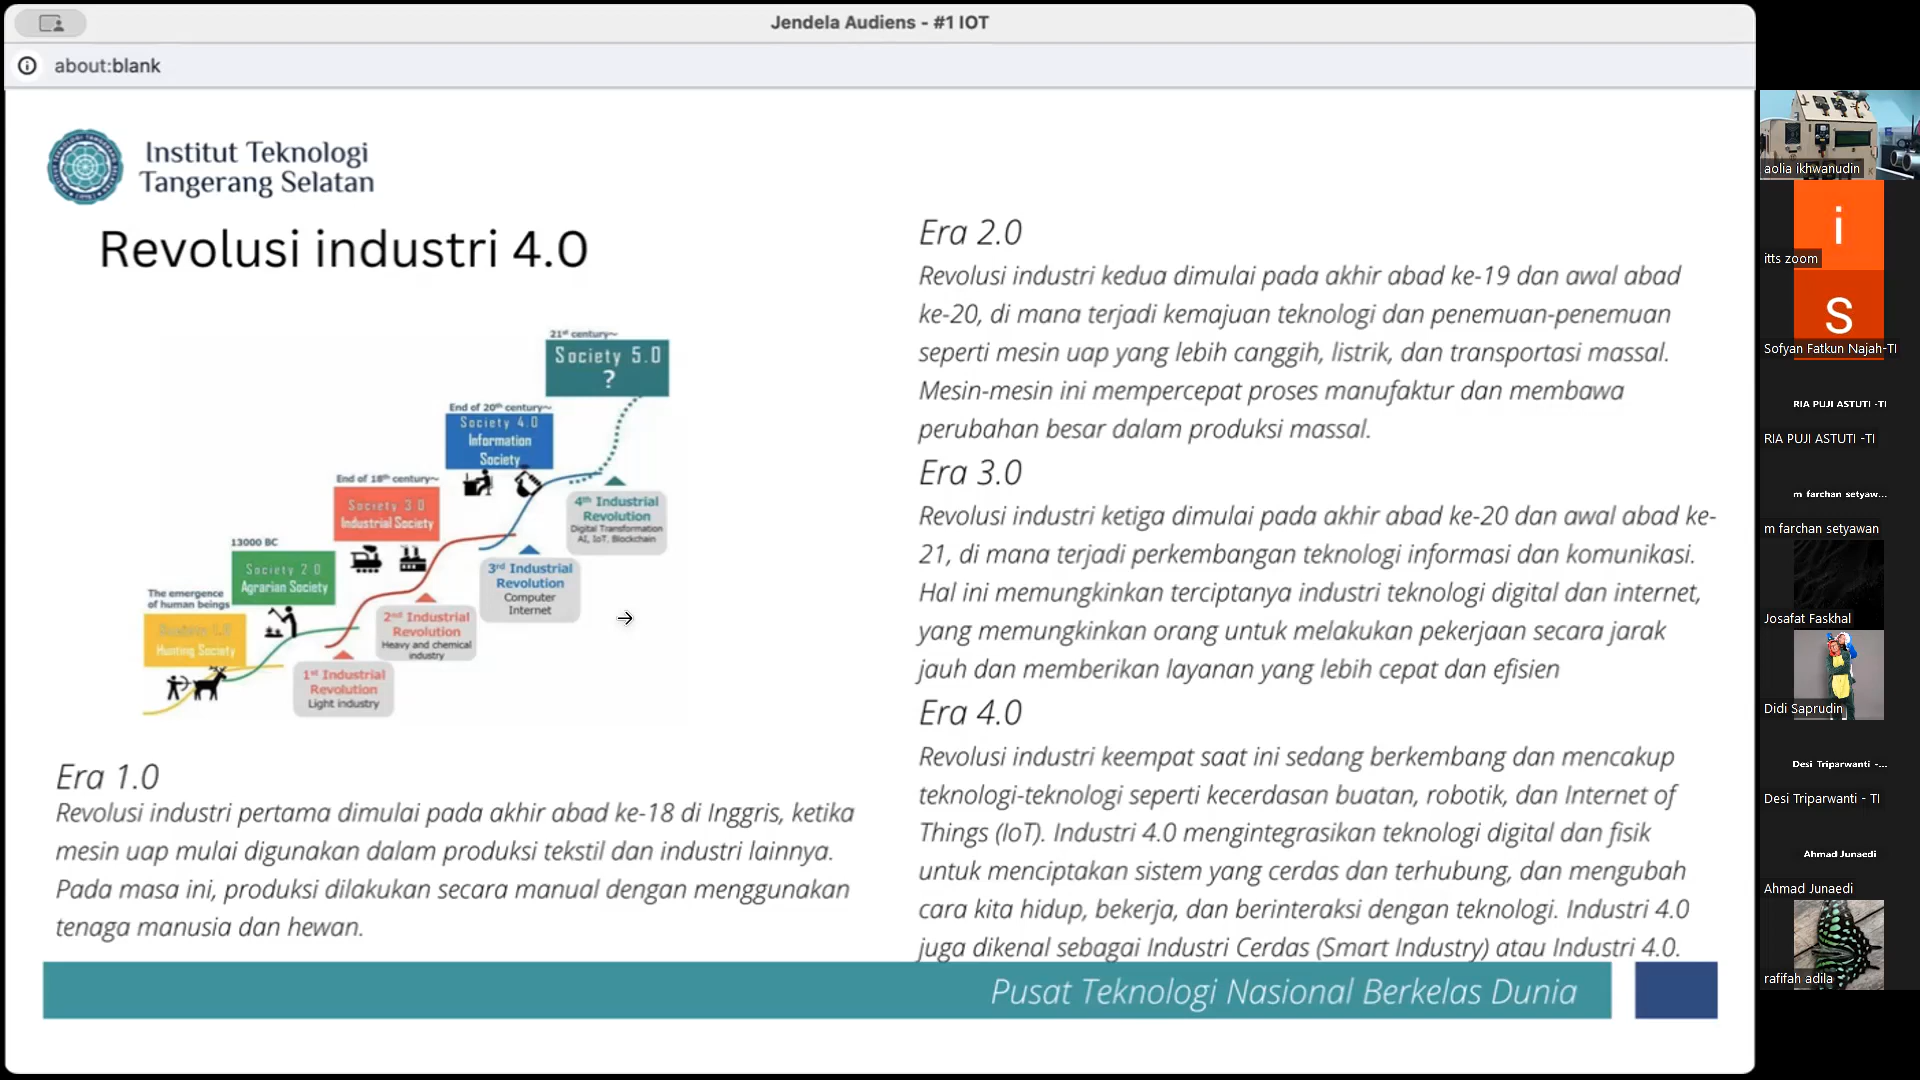 Jendela Audiens - #1 IOT
about:blank
Institut Teknologi
Tangerang Selatan
Revolusi industri 4.0
21st century~
Society 5.0
?
End of 20th century~
Society 4.0
Information
Society
End of 18th century~
Society 3.0
Industrial Society
13000 BC
Society 2.0
Agrarian Society
The emergence
of human beings
Society 1.0
Hunting Society
4th Industrial
Revolution
Digital Transformation
AI, IoT. Blockchain
3rd Industrial
Revolution
Computer
Internet
2nd Industrial
Revolution
Heavy and chemical
industry
1st Industrial
Revolution
Light industry
Era 1.0
Revolusi industri pertama dimulai pada akhir abad ke-18 di Inggris, ketika
mesin uap mulai digunakan dalam produksi tekstil dan industri lainnya.
Pada masa ini, produksi dilakukan secara manual dengan menggunakan
tenaga manusia dan hewan.
Era 2.0
Revolusi industri kedua dimulai pada akhir abad ke-19 dan awal abad
ke-20, di mana terjadi kemajuan teknologi dan penemuan-penemuan
seperti mesin uap yang lebih canggih, listrik, dan transportasi massal.
Mesin-mesin ini mempercepat proses manufaktur dan membawa
perubahan besar dalam produksi massal.
Era 3.0
Revolusi industri ketiga dimulai pada akhir abad ke-20 dan awal abad ke-
21, di mana terjadi perkembangan teknologi informasi dan komunikasi.
Hal ini memungkinkan terciptanya industri teknologi digital dan internet,
yang memungkinkan orang untuk melakukan pekerjaan secara jarak
jauh dan memberikan layanan yang lebih cepat dan efisien
Era 4.0
Revolusi industri keempat saat ini sedang berkembang dan mencakup
teknologi-teknologi seperti kecerdasan buatan, robotik, dan Internet of
Things (IoT). Industri 4.0 mengintegrasikan teknologi digital dan fisik
untuk menciptakan sistem yang cerdas dan terhubung, dan mengubah
cara kita hidup, bekerja, dan berinteraksi dengan teknologi. Industri 4.0
juga dikenal sebagai Industri Cerdas (Smart Industry) atau Industri 4.0.
Pusat Teknologi Nasional Berkelas Dunia
aolia ikhwanudin
i
itts zoom
S
Sofyan Fatkun Najah-TI
RIA PUJI ASTUTI -TI
RIA PUJI ASTUTI -TI
m farchan setyaw...
m farchan setyawan
Josafat Faskhal
Didi Saprudin
Desi Triparwanti -...
Desi Triparwanti - TI
Ahmad Junaedi
Ahmad Junaedi
rafifah adila